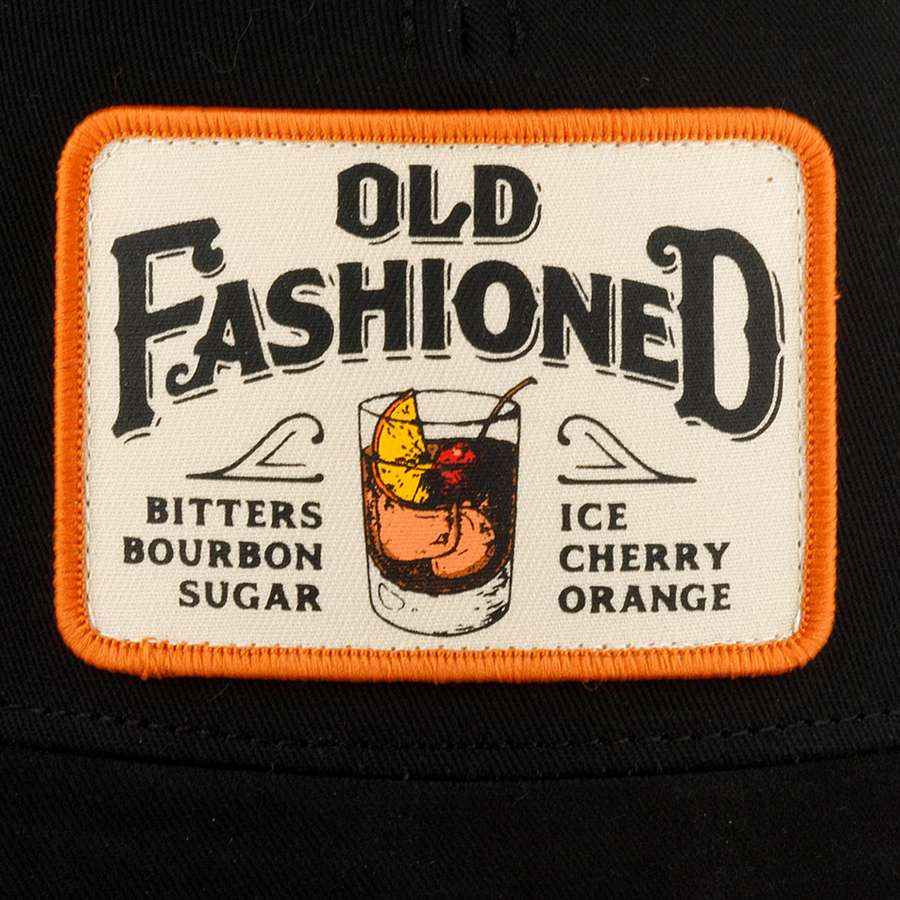 OLD
FASHIONED
BITTERS
BOURBON
SUGAR
ICE
CHERRY
ORANGE